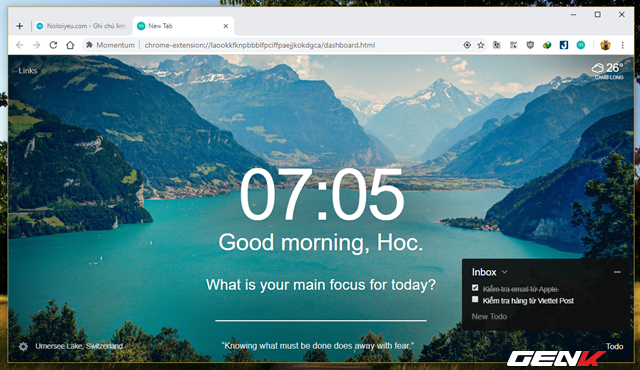 Noiloiyeu.com - Ghi chú linh
New Tab
Momentum | chrome-extension://laookkfknpbbblfpciffpaejjkokdgca/dashboard.html
Links
26°
CANG LONG
07:05
Good morning, Hoc.
What is your main focus for today?
Inbox
Kiểm tra email từ Apple.
Kiểm tra hàng từ Viettel Post
New Todo
Urnersee Lake, Switzerland
"Knowing what must be done does away with fear."
Todo
GENK